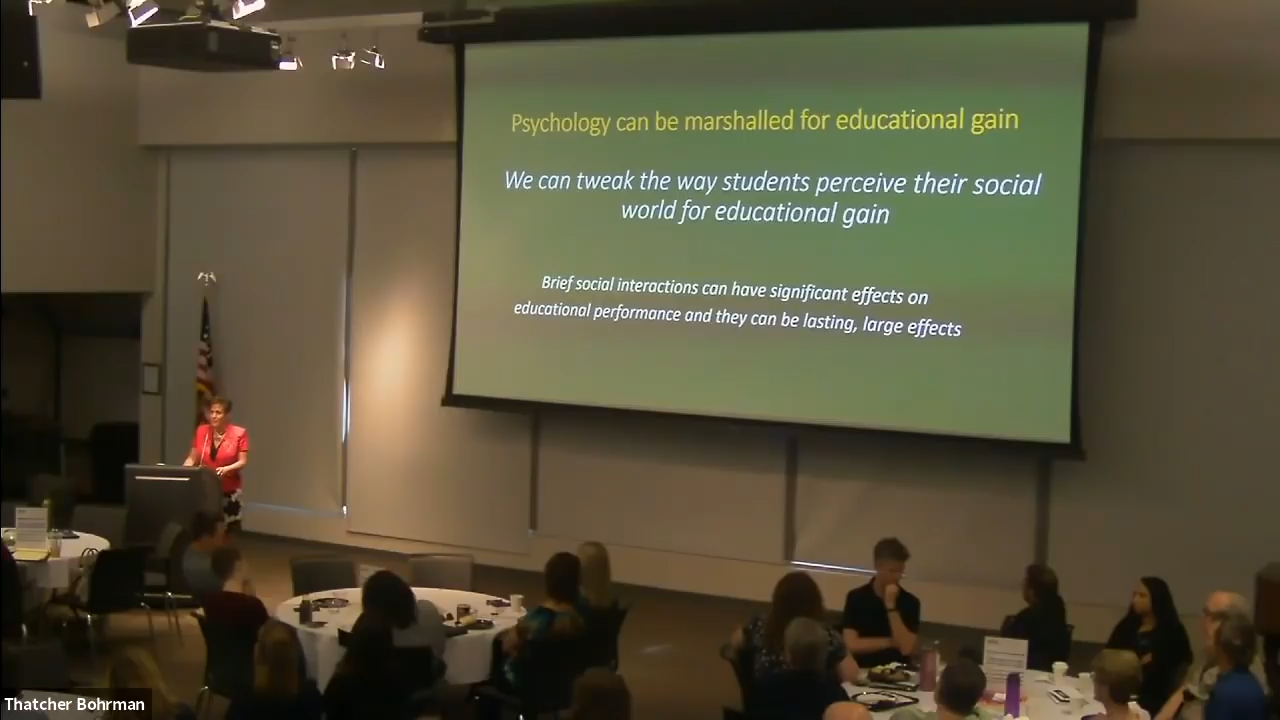 Psychology can be marshalled for educational gain
We can tweak the way students perceive their social
world for educational gain
Brief social interactions can have significant effects on
educational performance and they can be lasting, large effects
Thatcher Bohrman